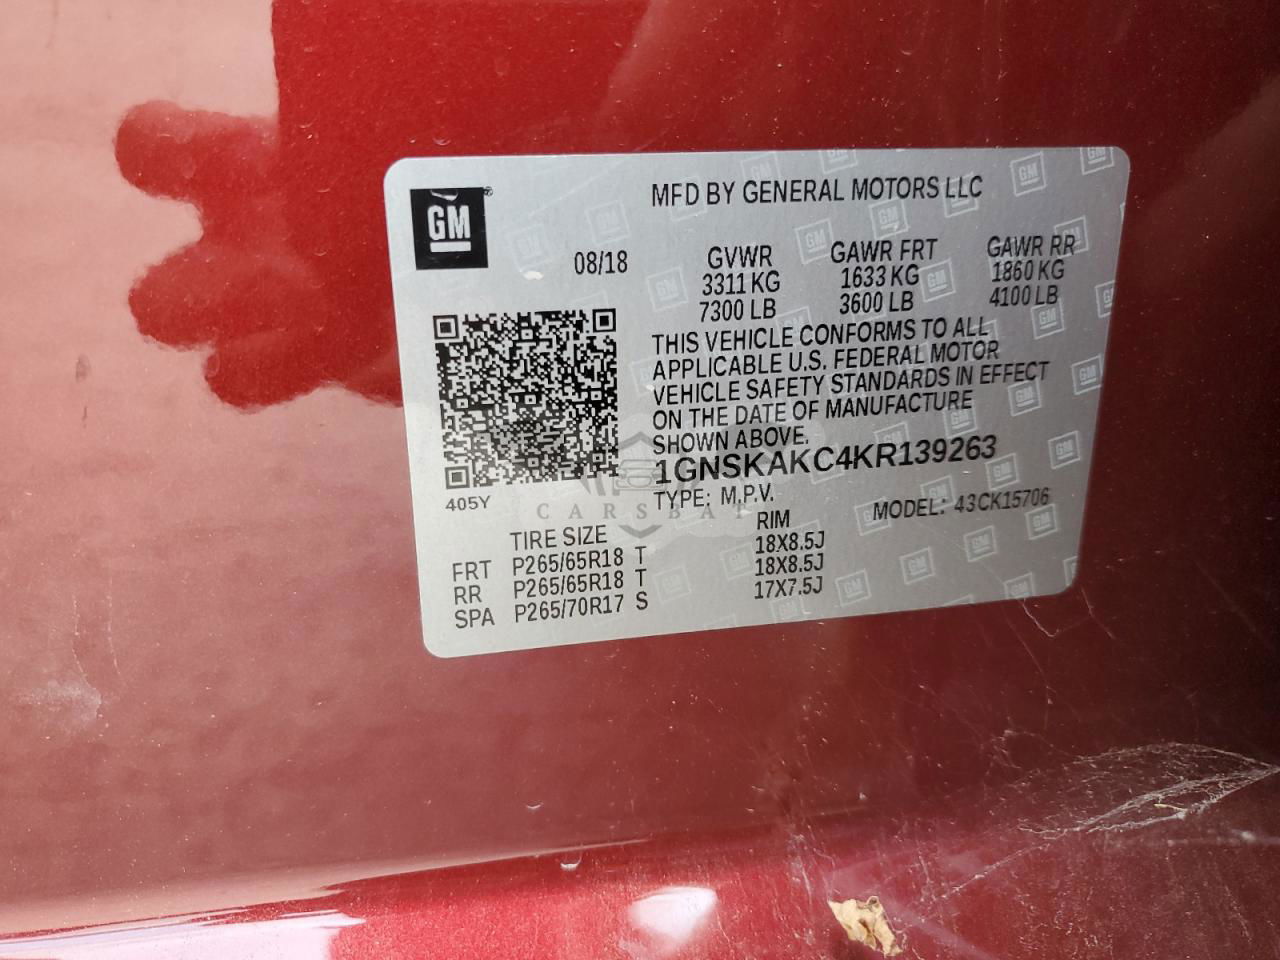 GM
MFD BY GENERAL MOTORS LLC
08/18
GVWR GAWR FRT GAWR RR
3311 KG 1633 KG 1860 KG
7300 LB 3600 LB 4100 LB
THIS VEHICLE CONFORMS TO ALL
APPLICABLE U.S. FEDERAL MOTOR
VEHICLE SAFETY STANDARDS IN EFFECT
ON THE DATE OF MANUFACTURE
SHOWN ABOVE.
1GNSKAKC4KR139263
405Y
TYPE: M.P.V. MODEL: 43CK15706
CARSBAT
TIRE SIZE RIM
FRT P265/65R18 T 18X8.5J
RR P265/65R18 T 18X8.5J
SPA P265/70R17 S 17X7.5J